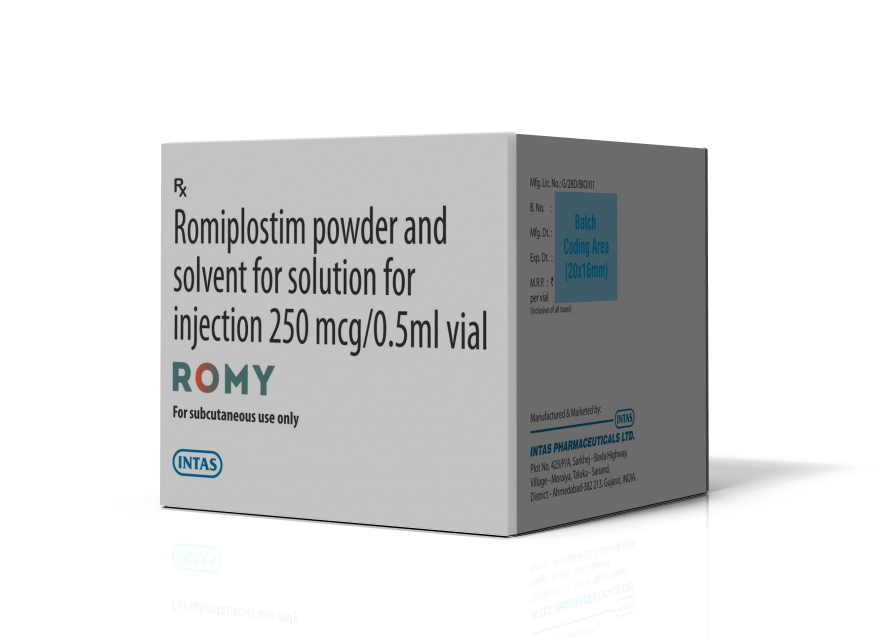 Rx
Romiplostim powder and
solvent for solution for
injection 250 mcg/0.5ml vial
ROMY
For subcutaneous use only
INTAS
Mfg. Lic. No.: G/28D/BIO/01
B. No. :
Mfg. Dt. :
Exp. Dt. :
M.R.P. : ₹
per vial
(Inclusive of all taxes)
Batch
Coding Area
(20x16mm)
Manufactured & Marketed by:
INTAS
INTAS PHARMACEUTICALS LTD.
Plot No. 423/P/A, Sarkhej - Bavla Highway,
Village - Moraiya, Taluka - Sanand,
District - Ahmedabad-382 213, Gujarat, INDIA.